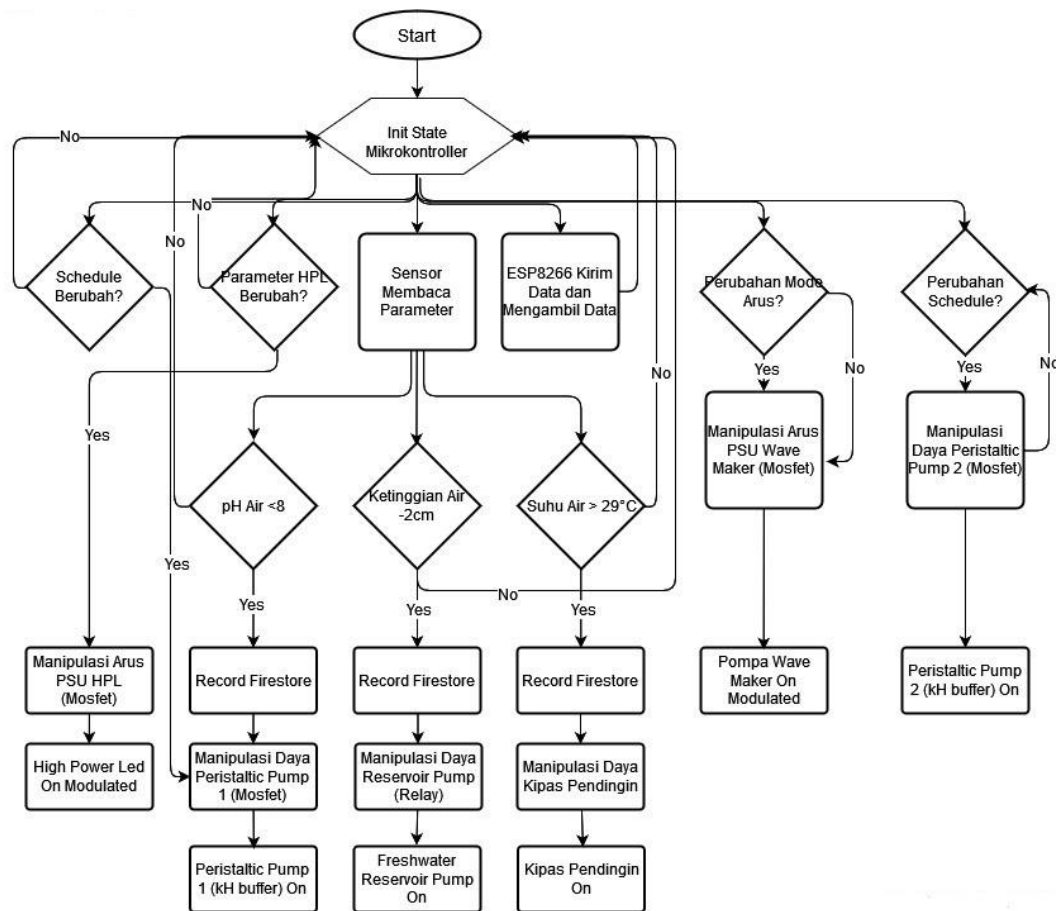 Start
Init State
Mikrokontroller
No
No
No
Schedule
Berubah?
Parameter HPL
Berubah?
Sensor
Membaca
Parameter
ESP8266 Kirim
Data dan
Mengambil Data
Perubahan Mode
Arus?
Perubahan
Schedule?
No
No
No
Yes
Yes
Yes
Manipulasi Arus
PSU Wave
Maker (Mosfet)
Manipulasi
Daya Peristaltic
Pump 2 (Mosfet)
pH Air <8
Ketinggian Air
-2cm
Suhu Air > 29°C
Yes
No
Yes
Yes
Yes
Manipulasi Arus
PSU HPL
(Mosfet)
Record Firestore
Record Firestore
Record Firestore
Pompa Wave
Maker On
Modulated
Peristaltic Pump
2 (kH buffer) On
High Power Led
On Modulated
Manipulasi Daya
Peristaltic Pump
1 (Mosfet)
Manipulasi Daya
Reservoir Pump
(Relay)
Manipulasi Daya
Kipas Pendingin
Peristaltic Pump
1 (kH buffer) On
Freshwater
Reservoir Pump
On
Kipas Pendingin
On